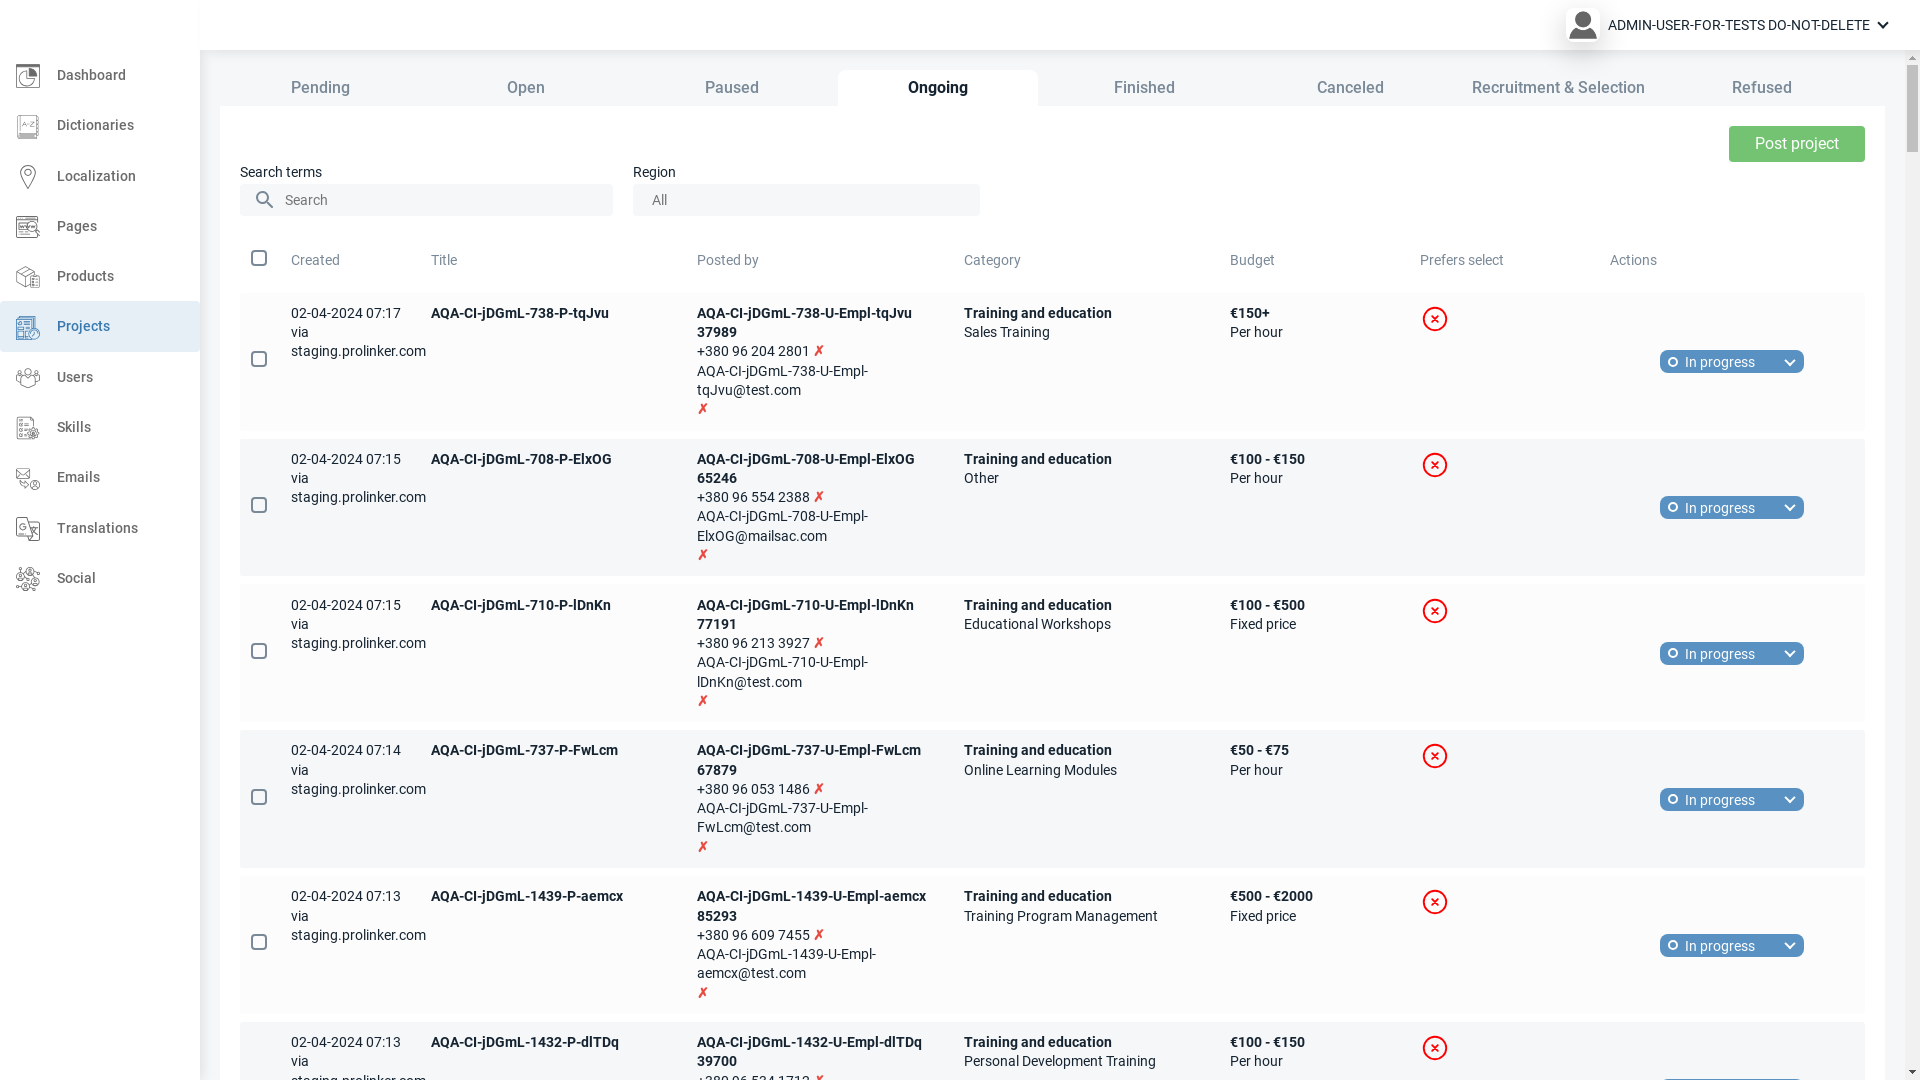 ADMIN-USER-FOR-TESTS DO-NOT-DELETE
Dashboard
Dictionaries
Localization
Pages
Products
Projects
Users
Skills
Emails
Translations
Social
Pending Open Paused Ongoing Finished Canceled Recruitment & Selection Refused
Post project
Search terms
Search
Region
All
Created Title Posted by Category Budget Prefers select Actions
02-04-2024 07:17
via
staging.prolinker.com
AQA-CI-jDGmL-738-P-tqJvu
AQA-CI-jDGmL-738-U-Empl-tqJvu
37989
+380 96 204 2801 ✗
AQA-CI-jDGmL-738-U-Empl-
tqJvu@test.com
✗
Training and education
Sales Training
€150+
Per hour
In progress
02-04-2024 07:15
via
staging.prolinker.com
AQA-CI-jDGmL-708-P-ElxOG
AQA-CI-jDGmL-708-U-Empl-ElxOG
65246
+380 96 554 2388 ✗
AQA-CI-jDGmL-708-U-Empl-
ElxOG@mailsac.com
✗
Training and education
Other
€100 - €150
Per hour
In progress
02-04-2024 07:15
via
staging.prolinker.com
AQA-CI-jDGmL-710-P-lDnKn
AQA-CI-jDGmL-710-U-Empl-lDnKn
77191
+380 96 213 3927 ✗
AQA-CI-jDGmL-710-U-Empl-
lDnKn@test.com
✗
Training and education
Educational Workshops
€100 - €500
Fixed price
In progress
02-04-2024 07:14
via
staging.prolinker.com
AQA-CI-jDGmL-737-P-FwLcm
AQA-CI-jDGmL-737-U-Empl-FwLcm
67879
+380 96 053 1486 ✗
AQA-CI-jDGmL-737-U-Empl-
FwLcm@test.com
✗
Training and education
Online Learning Modules
€50 - €75
Per hour
In progress
02-04-2024 07:13
via
staging.prolinker.com
AQA-CI-jDGmL-1439-P-aemcx
AQA-CI-jDGmL-1439-U-Empl-aemcx
85293
+380 96 609 7455 ✗
AQA-CI-jDGmL-1439-U-Empl-
aemcx@test.com
✗
Training and education
Training Program Management
€500 - €2000
Fixed price
In progress
02-04-2024 07:13
via
staging.prolinker.com
AQA-CI-jDGmL-1432-P-dlTDq
AQA-CI-jDGmL-1432-U-Empl-dlTDq
39700
+380 96 534 1712 ✗
Training and education
Personal Development Training
€100 - €150
Per hour